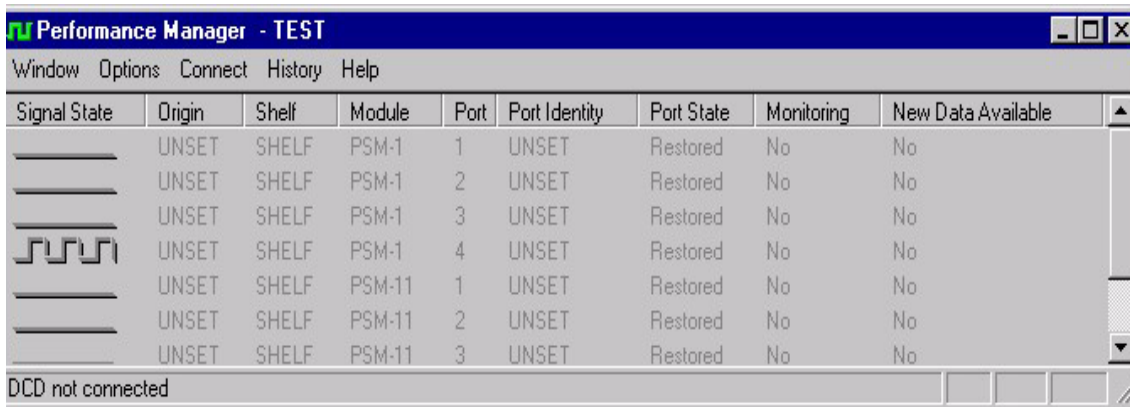 Performance Manager - TEST
Window Options Connect History Help
Signal State Origin Shelf Module Port Port Identity Port State Monitoring New Data Available
UNSET SHELF PSM-1 1 UNSET Restored No No
UNSET SHELF PSM-1 2 UNSET Restored No No
UNSET SHELF PSM-1 3 UNSET Restored No No
UNSET SHELF PSM-1 4 UNSET Restored No No
UNSET SHELF PSM-11 1 UNSET Restored No No
UNSET SHELF PSM-11 2 UNSET Restored No No
UNSET SHELF PSM-11 3 UNSET Restored No No
DCD not connected